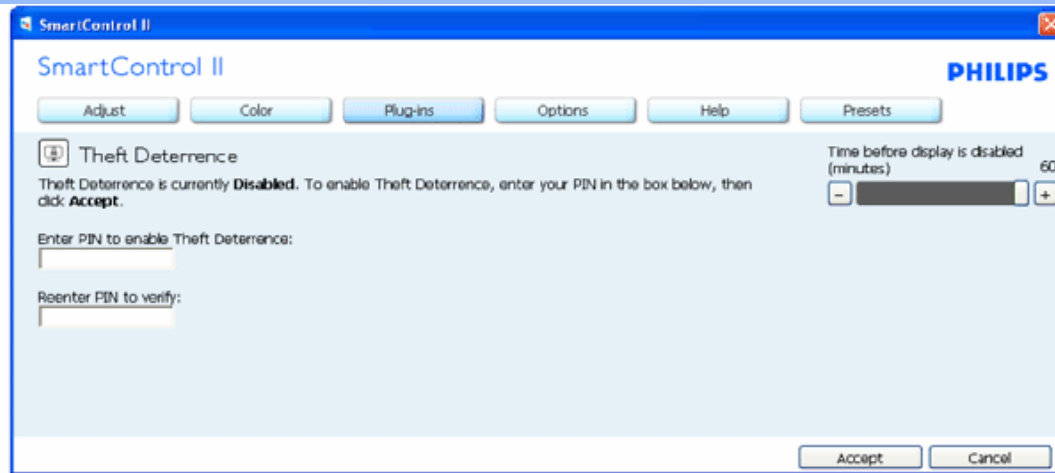 SmartControl II
SmartControl II
PHILIPS
Adjust Color Plug-ins Options Help Presets
Theft Deterrence
Time before display is disabled
(minutes) 60
Theft Deterrence is currently Disabled. To enable Theft Deterrence, enter your PIN in the box below, then
click Accept.
- +
Enter PIN to enable Theft Deterrence:
Reenter PIN to verify:
Accept Cancel